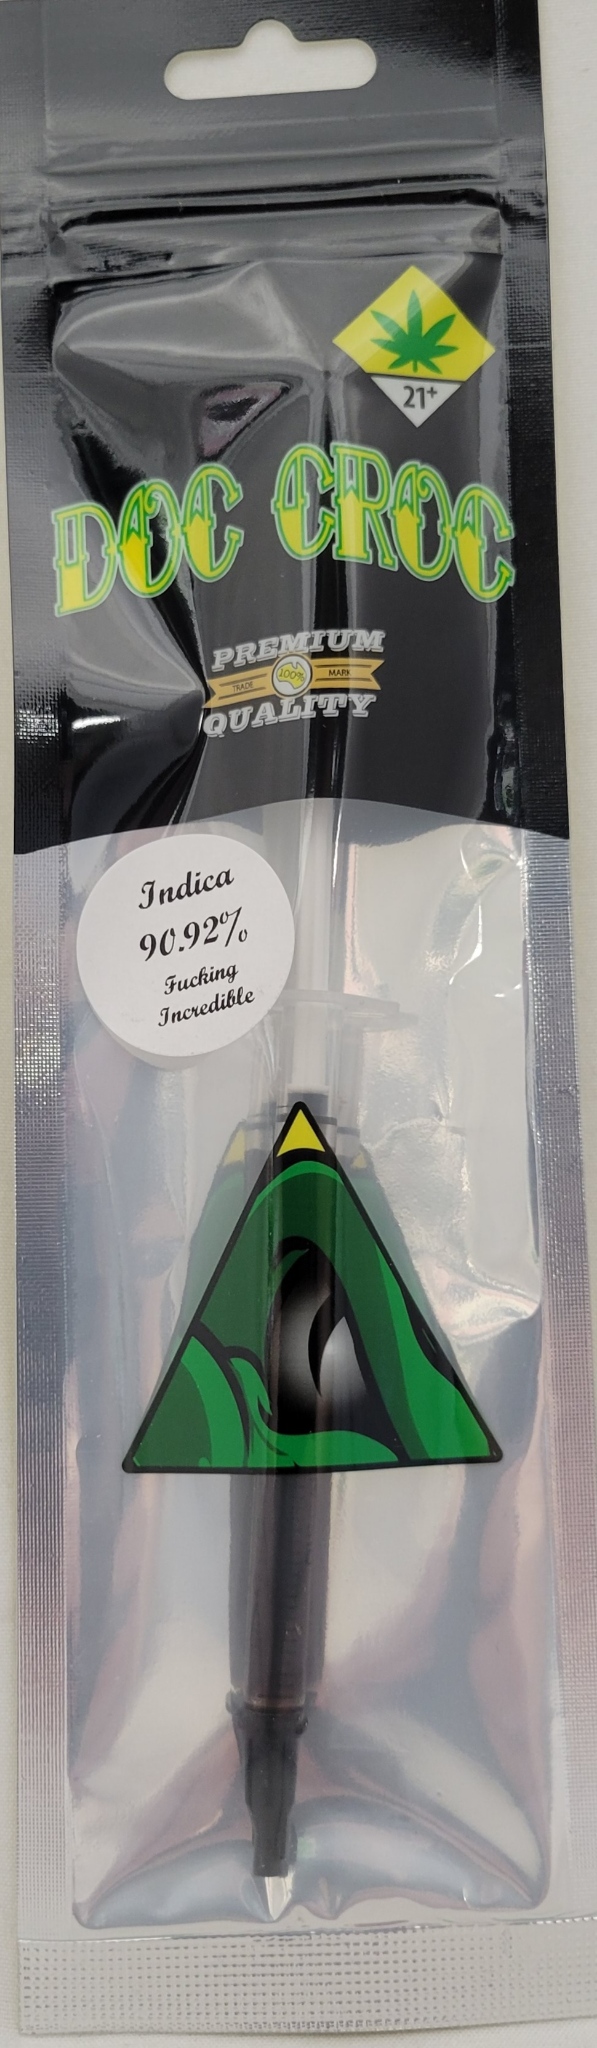 21+
DOC CROC
PREMIUM
TRADE 100% MARK
QUALITY
Indica
90.92%
Fucking
Incredible